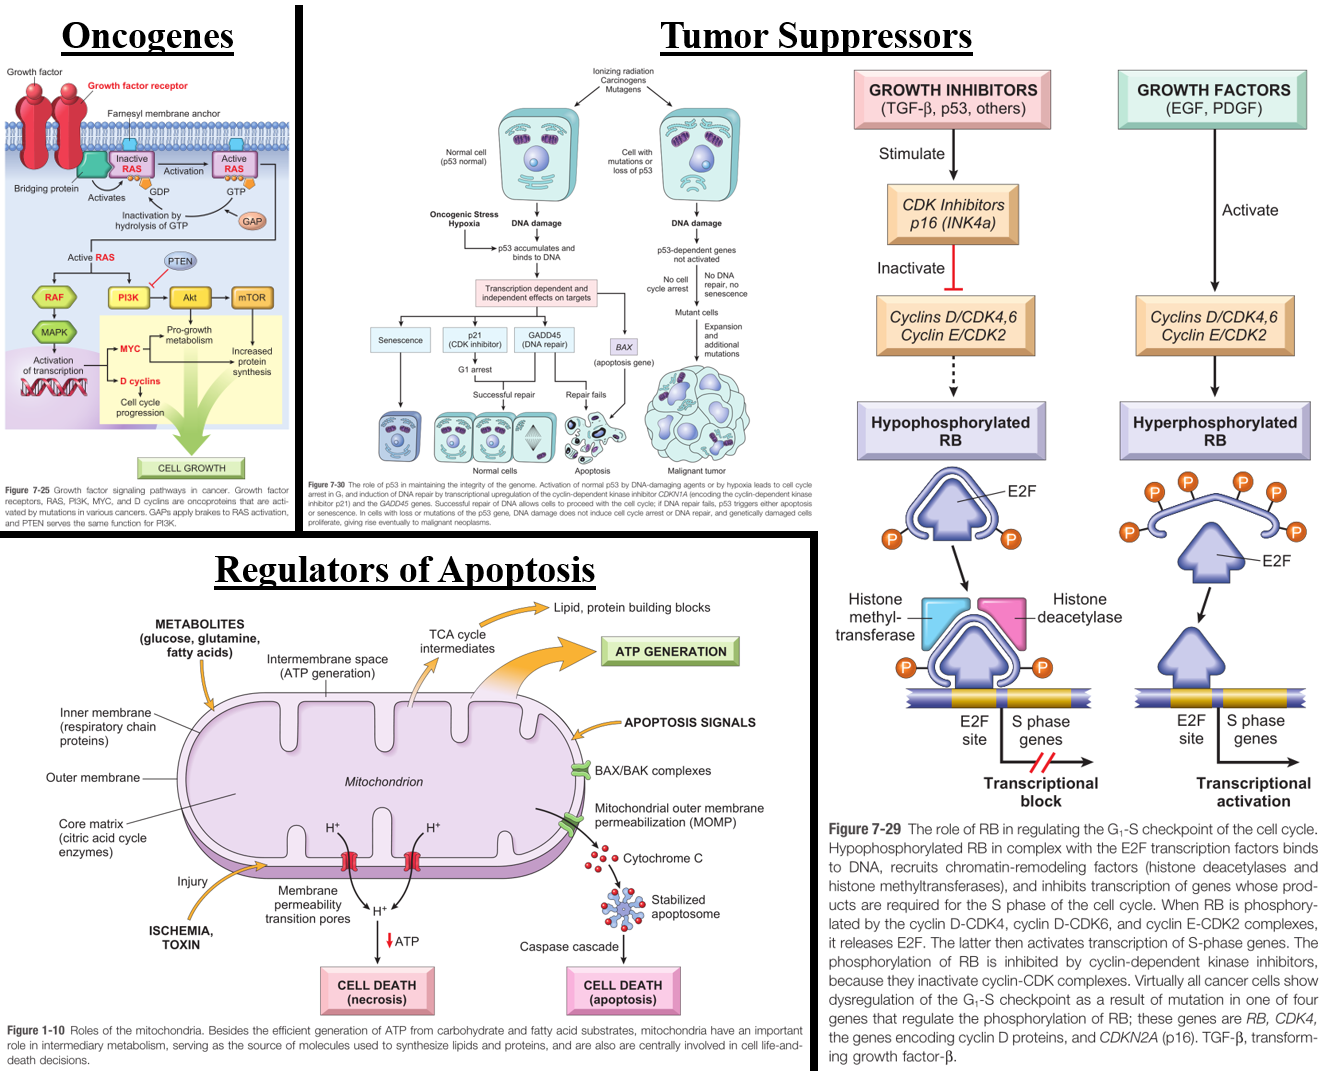 Oncogenes
Growth factor
Growth factor receptor
Farnesyl membrane anchor
Inactive
RAS
Activation
Active
RAS
Bridging protein
Activates
GDP
GTP
Inactivation by
hydrolysis of GTP
GAP
Active RAS
PTEN
RAF
PI3K
Akt
mTOR
MAPK
Pro-growth
metabolism
Activation
of transcription
MYC
Increased
protein
synthesis
D cyclins
Cell cycle
progression
CELL GROWTH
Figure 7-25 Growth factor signaling pathways in cancer. Growth factor
receptors, RAS, PI3K, MYC, and D cyclins are oncoproteins that are acti-
vated by mutations in various cancers. GAPs apply brakes to RAS activation,
and PTEN serves the same function for PI3K.
Tumor Suppressors
Ionizing radiation
Carcinogens
Mutagens
Normal cell
(p53 normal)
Cell with
mutations or
loss of p53
Oncogenic Stress
Hypoxia
DNA damage
DNA damage
p53 accumulates and
binds to DNA
p53-dependent genes
not activated
Transcription dependent and
independent effects on targets
No cell
cycle arrest
No DNA
repair, no
senescence
Mutant cells
Senescence
p21
(CDK inhibitor)
GADD45
(DNA repair)
BAX
(apoptosis gene)
Expansion
and
additional
mutations
G1 arrest
Successful repair
Repair fails
Normal cells
Apoptosis
Malignant tumor
Figure 7-30 The role of p53 in maintaining the integrity of the genome. Activation of normal p53 by DNA-damaging agents or by hypoxia leads to cell cycle
arrest in G₁ and induction of DNA repair by transcriptional upregulation of the cyclin-dependent kinase inhibitor CDKN1A (encoding the cyclin-dependent kinase
inhibitor p21) and the GADD45 genes. Successful repair of DNA allows cells to proceed with the cell cycle; if DNA repair fails, p53 triggers either apoptosis
or senescence. In cells with loss or mutations of the p53 gene, DNA damage does not induce cell cycle arrest or DNA repair, and genetically damaged cells
proliferate, giving rise eventually to malignant neoplasms.
GROWTH INHIBITORS
(TGF-β, p53, others)
GROWTH FACTORS
(EGF, PDGF)
Stimulate
CDK Inhibitors
p16 (INK4a)
Activate
Inactivate
Cyclins D/CDK4,6
Cyclin E/CDK2
Cyclins D/CDK4,6
Cyclin E/CDK2
Hypophosphorylated
RB
Hyperphosphorylated
RB
E2F
P
P
P
P
P
P
E2F
Histone
methyl-
transferase
Histone
deacetylase
P
P
E2F
site
S phase
genes
E2F
site
S phase
genes
Transcriptional
block
Transcriptional
activation
Figure 7-29 The role of RB in regulating the G₁-S checkpoint of the cell cycle.
Hypophosphorylated RB in complex with the E2F transcription factors binds
to DNA, recruits chromatin-remodeling factors (histone deacetylases and
histone methyltransferases), and inhibits transcription of genes whose prod-
ucts are required for the S phase of the cell cycle. When RB is phosphory-
lated by the cyclin D-CDK4, cyclin D-CDK6, and cyclin E-CDK2 complexes,
it releases E2F. The latter then activates transcription of S-phase genes. The
phosphorylation of RB is inhibited by cyclin-dependent kinase inhibitors,
because they inactivate cyclin-CDK complexes. Virtually all cancer cells show
dysregulation of the G₁-S checkpoint as a result of mutation in one of four
genes that regulate the phosphorylation of RB; these genes are RB, CDK4,
the genes encoding cyclin D proteins, and CDKN2A (p16). TGF-β, transform-
ing growth factor-β.
Regulators of Apoptosis
METABOLITES
(glucose, glutamine,
fatty acids)
Intermembrane space
(ATP generation)
TCA cycle
intermediates
Lipid, protein building blocks
ATP GENERATION
Inner membrane
(respiratory chain
proteins)
APOPTOSIS SIGNALS
Outer membrane
Mitochondrion
BAX/BAK complexes
Core matrix
(citric acid cycle
enzymes)
H+
H+
Mitochondrial outer membrane
permeabilization (MOMP)
Cytochrome C
Injury
Membrane
permeability
transition pores
H+
Stabilized
apoptosome
ISCHEMIA,
TOXIN
ATP
Caspase cascade
CELL DEATH
(necrosis)
CELL DEATH
(apoptosis)
Figure 1-10 Roles of the mitochondria. Besides the efficient generation of ATP from carbohydrate and fatty acid substrates, mitochondria have an important
role in intermediary metabolism, serving as the source of molecules used to synthesize lipids and proteins, and are also are centrally involved in cell life-and-
death decisions.